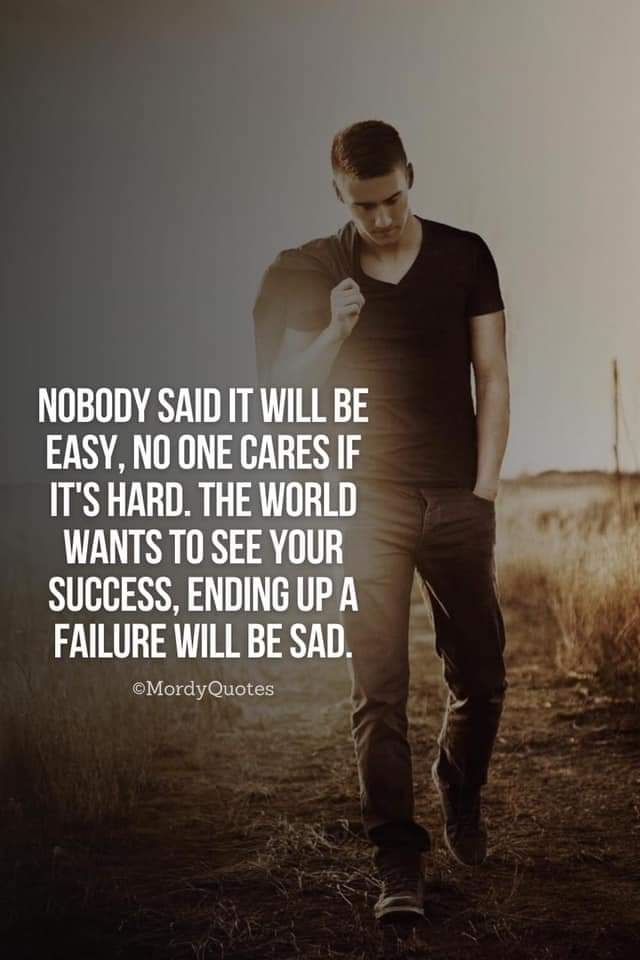 NOBODY SAID IT WILL BE
EASY, NO ONE CARES IF
IT'S HARD. THE WORLD
WANTS TO SEE YOUR
SUCCESS, ENDING UP A
FAILURE WILL BE SAD.
©MordyQuotes